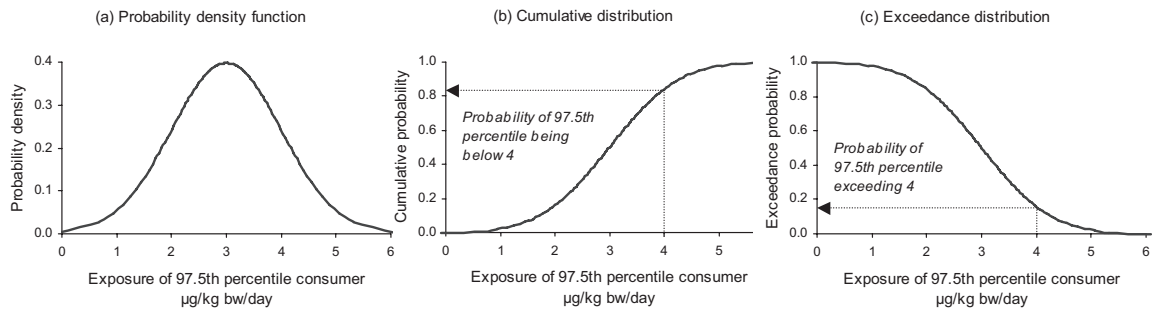 (a) Probability density function
Probability density
0.4
0.3
0.2
0.1
0.0
0 1 2 3 4 5 6
Exposure of 97.5th percentile consumer
µg/kg bw/day
(b) Cumulative distribution
Cumulative probability
1.0
0.8
0.6
0.4
0.2
0.0
Probability of 97.5th
percentile being
below 4
0 1 2 3 4 5
Exposure of 97.5th percentile consumer
µg/kg bw/day
(c) Exceedance distribution
Exceedance probability
1.0
0.8
0.6
0.4
0.2
0.0
Probability of
97.5th percentile
exceeding 4
0 1 2 3 4 5 6
Exposure of 97.5th percentile consumer
µg/kg bw/day